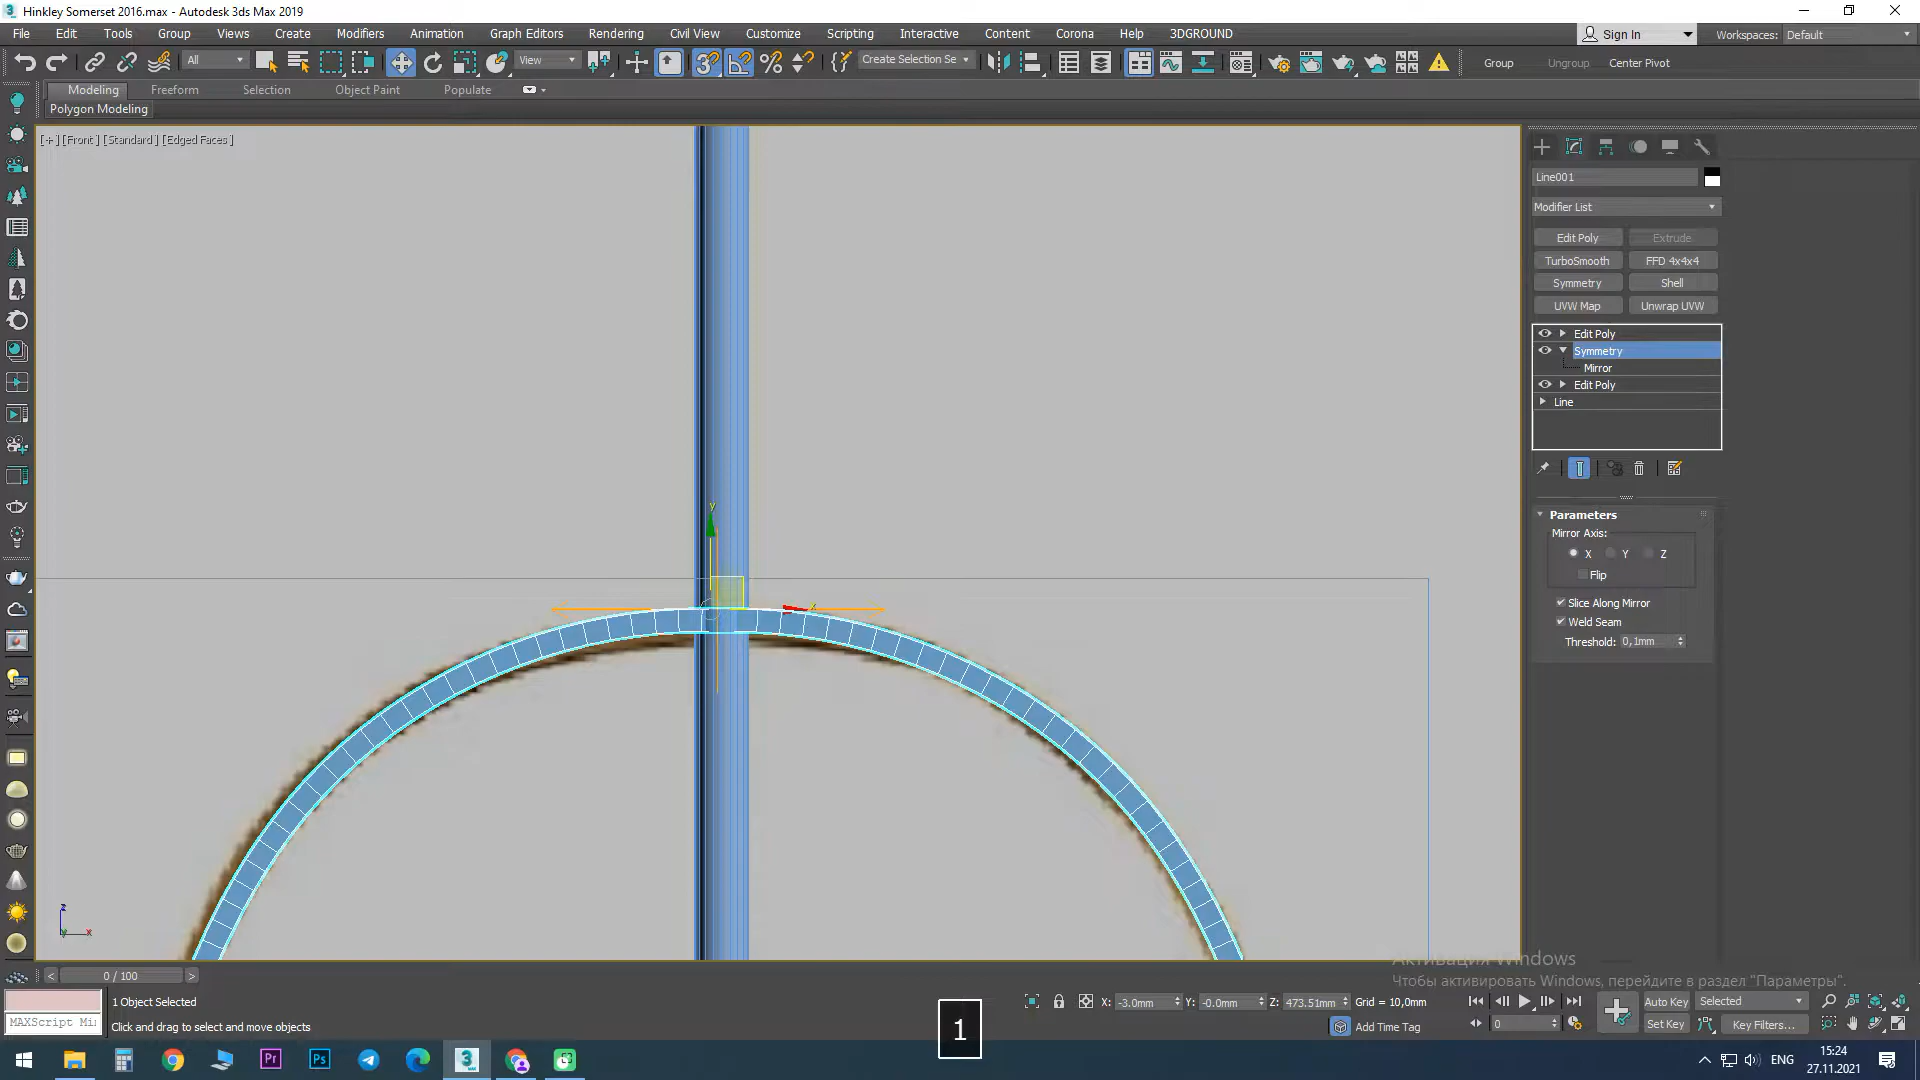 Hinkley Somerset 2016.max - Autodesk 3ds Max 2019
File Edit Tools Group Views Create Modifiers Animation Graph Editors Rendering Civil View Customize Scripting Interactive Content Corona Help 3DGROUND
Sign In Workspaces: Default
All View Create Selection Se Group Ungroup Center Pivot
Modeling Freeform Selection Object Paint Populate
Polygon Modeling
[+] [Front] [Standard] [Edged Faces]
Line001
Modifier List
Edit Poly Extrude
TurboSmooth FFD 4x4x4
Symmetry Shell
UVW Map Unwrap UVW
Edit Poly
Symmetry
Mirror
Edit Poly
Line
y
x
Parameters
Mirror Axis:
X Y Z
Flip
Slice Along Mirror
Weld Seam
Threshold: 0,1mm
z
y x
Активация Windows
Чтобы активировать Windows, перейдите в раздел "Параметры".
< 0 / 100 >
1 Object Selected
X: -3.0mm Y: -0.0mm Z: 473.51mm Grid = 10,0mm
Auto Key Selected
MAXScript Mi
Click and drag to select and move objects
Add Time Tag
0
Set Key Key Filters...
1
Pr Ps 3
ENG
15:24
27.11.2021